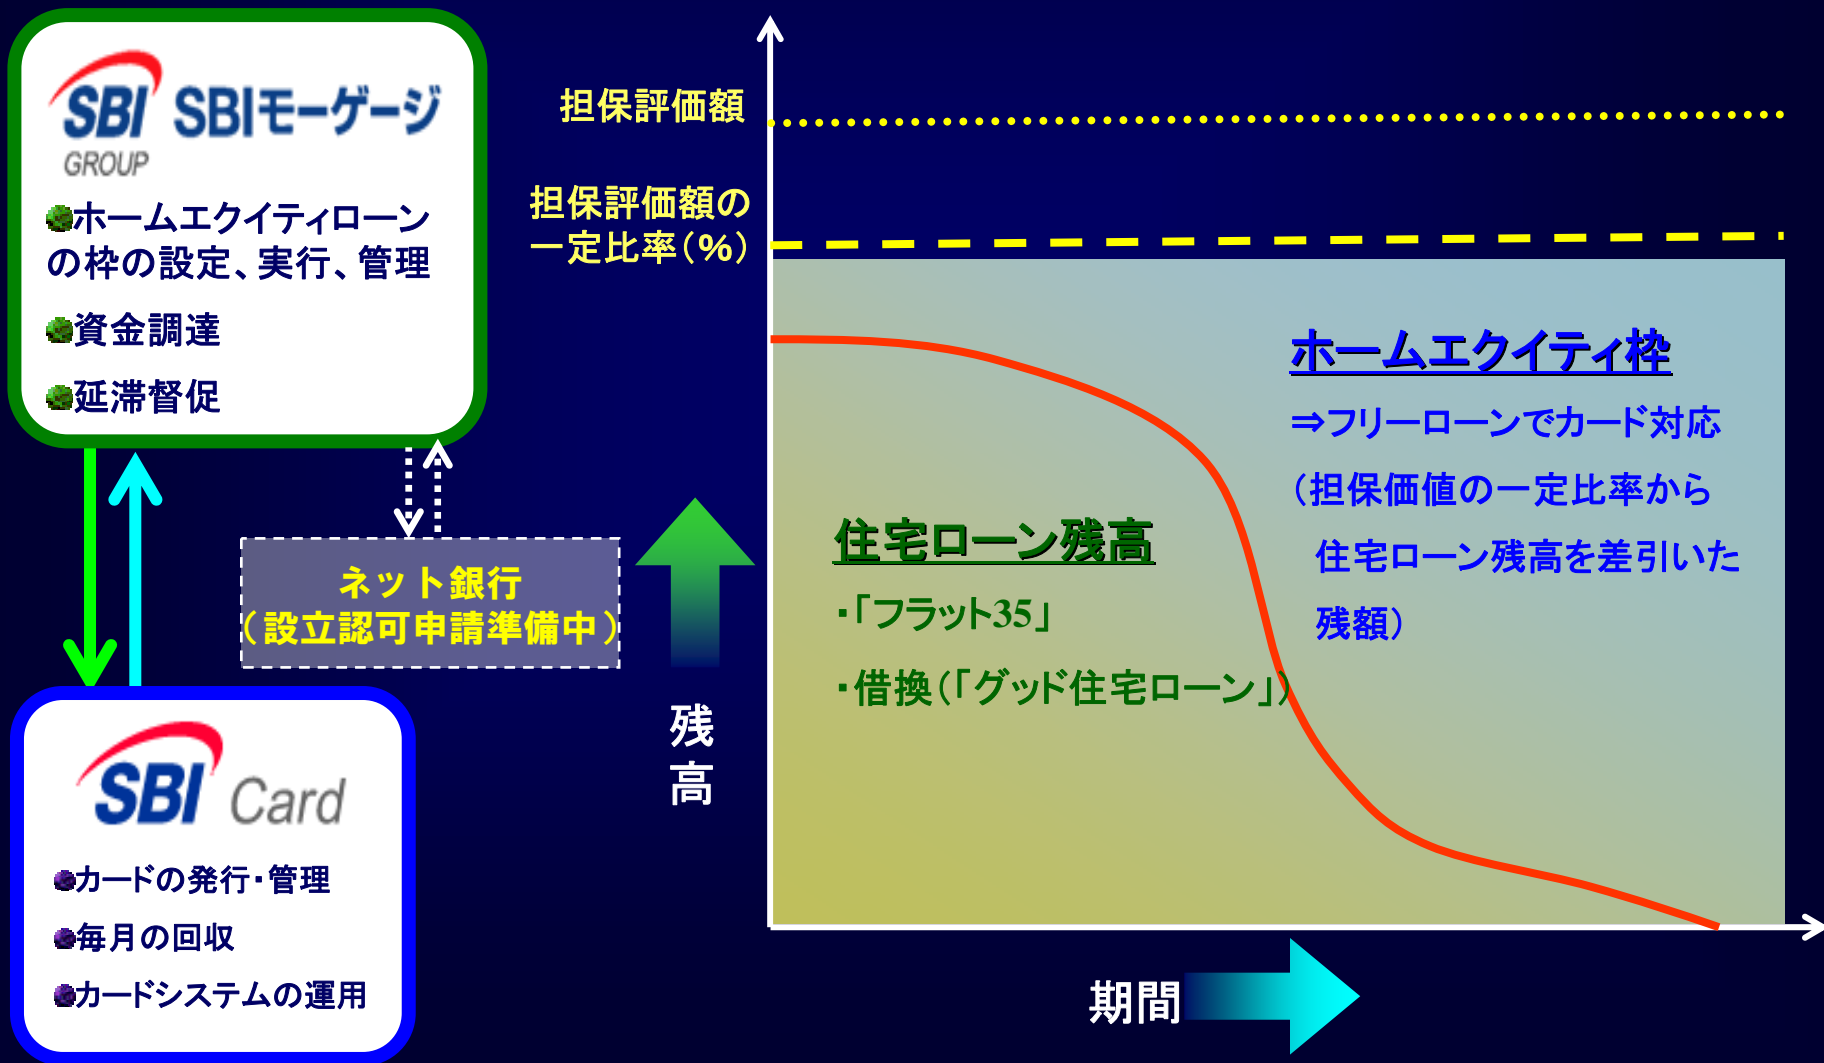 SBI
GROUP
SBIモーゲージ
ホームエクイティローン
の枠の設定、実行、管理
資金調達
延滞督促
ネット銀行
（設立認可申請準備中）
SBI Card
カードの発行・管理
毎月の回収
カードシステムの運用
担保評価額
担保評価額の
一定比率（％）
残高
住宅ローン残高
・「フラット35」
・借換（「グッド住宅ローン」）
ホームエクイティ枠
⇒フリーローンでカード対応
（担保価値の一定比率から
住宅ローン残高を差引いた
残額）
期間